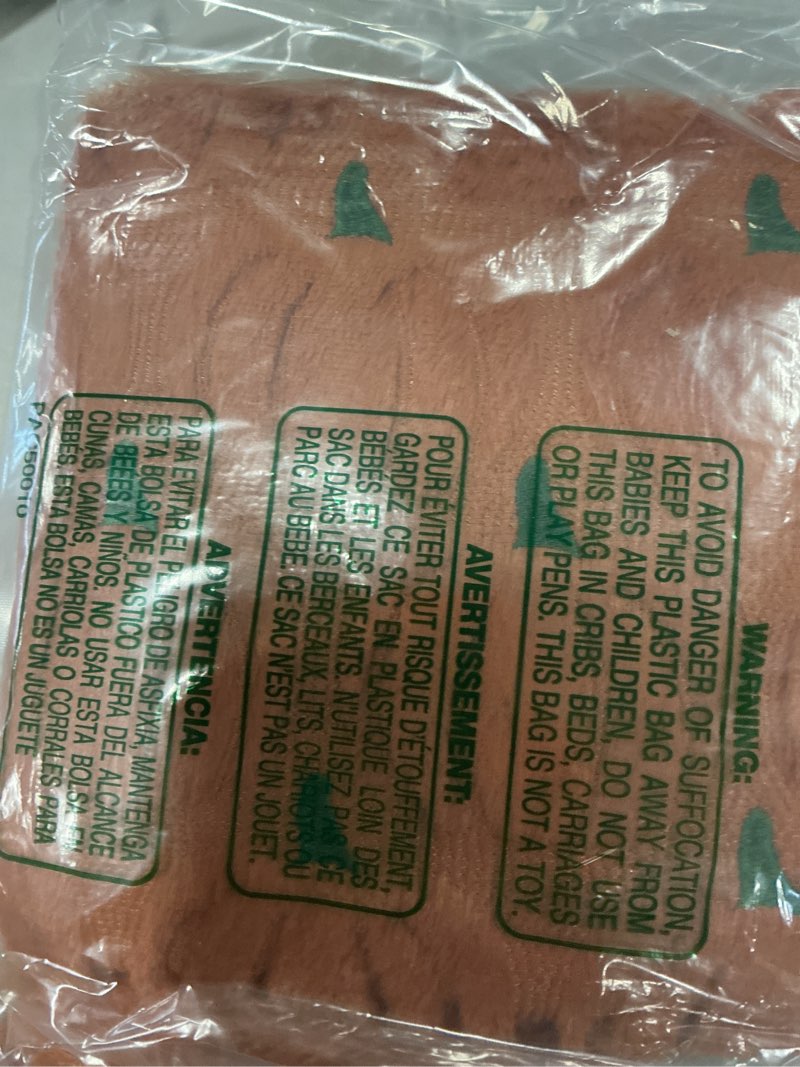 WARNING:
TO AVOID DANGER OF SUFFOCATION,
KEEP THIS PLASTIC BAG AWAY FROM
BABIES AND CHILDREN, DO NOT USE
THIS BAG IN CRIBS, BEDS, CARRIAGES
OR PLAY PENS. THIS BAG IS NOT A TOY.
AVERTISSEMENT:
POUR ÉVITER TOUT RISQUE D'ÉTOUFFEMENT,
GARDEZ CE SAC EN PLASTIQUE LOIN DES
BÉBÉS ET LES ENFANTS. N'UTILISEZ PAS CE
SAC DANS LES BERCEAUX, LITS, OU
PARC AU BEBE, CE SAC N'EST PAS UN JOUET.
ADVERTENCIA:
PARA EVITAR EL PELIGRO DE ASFIXIA, MANTENGA
ESTA BOLSA DE PLASTICO FUERA DEL ALCANCE
DE BEBES Y NIÑOS. NO USAR ESTA BOLSA EN
CUNAS, CAMAS, CARRIOLAS O CORRALES PARA
BEBÉS. ESTA BOLSA NO ES UN JUGUETE